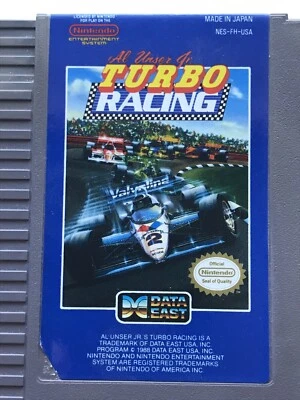 LICENSED BY NINTENDO
FOR PLAY ON THE
Nintendo
ENTERTAINMENT
SYSTEM
MADE IN JAPAN
NES-FH-USA
Al Unser Jr.
TURBO
RACING
Valvoline
2
Official
Nintendo
Seal of Quality
DATA
EAST
AL UNSER JR.'S TURBO RACING IS A
TRADEMARK OF DATA EAST USA, INC.
PROGRAM © 1988 DATA EAST USA, INC.
NINTENDO AND NINTENDO ENTERTAINMENT
SYSTEM ARE REGISTERED TRADEMARKS
OF NINTENDO OF AMERICA INC